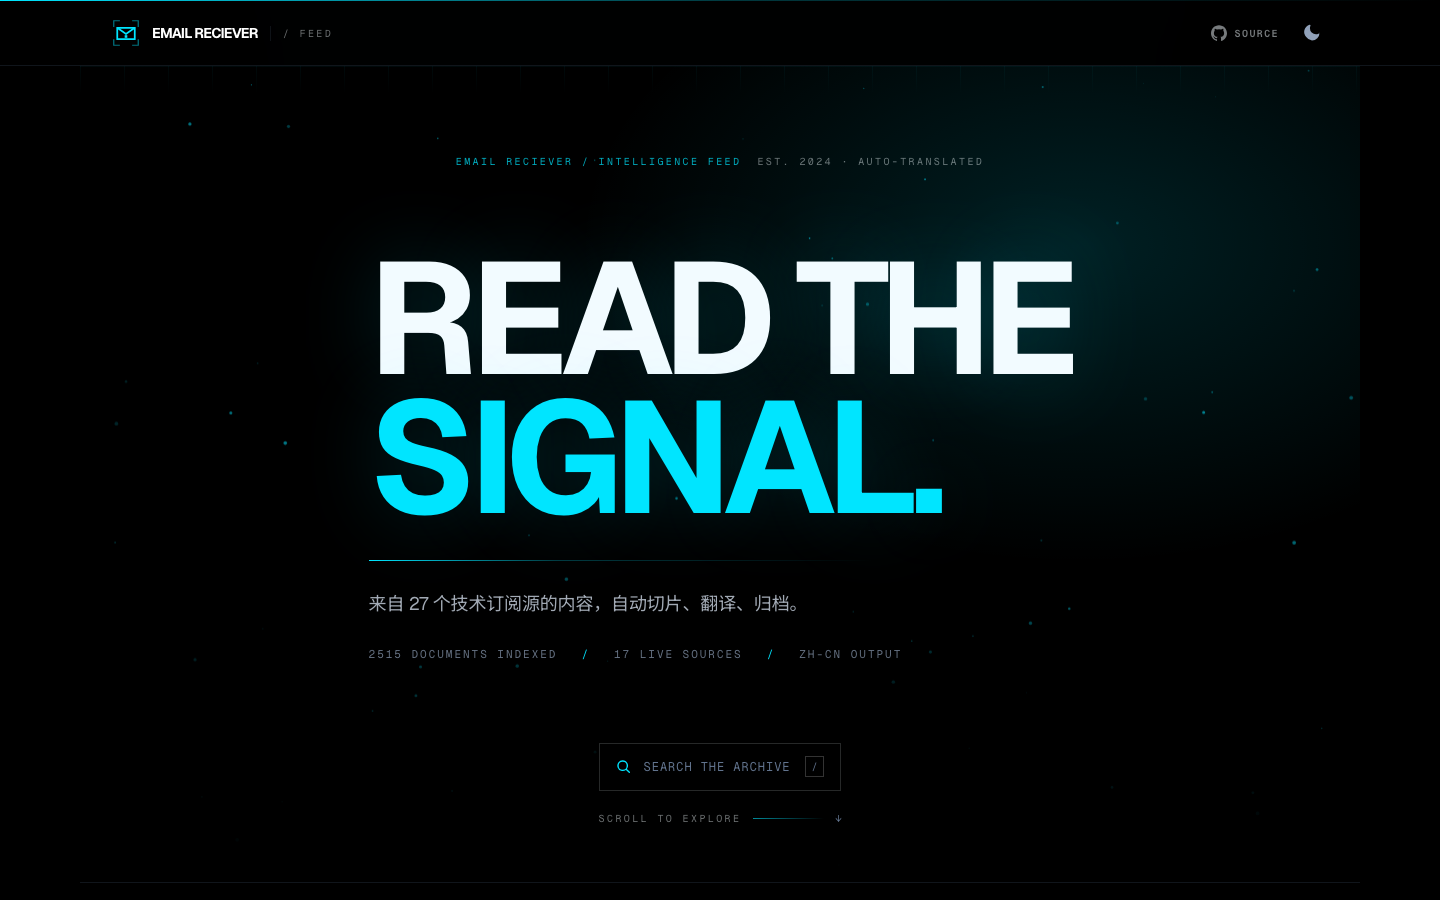 EMAIL RECIEVER / FEED SOURCE
EMAIL RECIEVER / INTELLIGENCE FEED EST. 2024 · AUTO-TRANSLATED
READ THE
SIGNAL.
来自 27 个技术订阅源的内容，自动切片、翻译、归档。
2515 DOCUMENTS INDEXED / 17 LIVE SOURCES / ZH-CN OUTPUT
SEARCH THE ARCHIVE /
SCROLL TO EXPLORE ↓